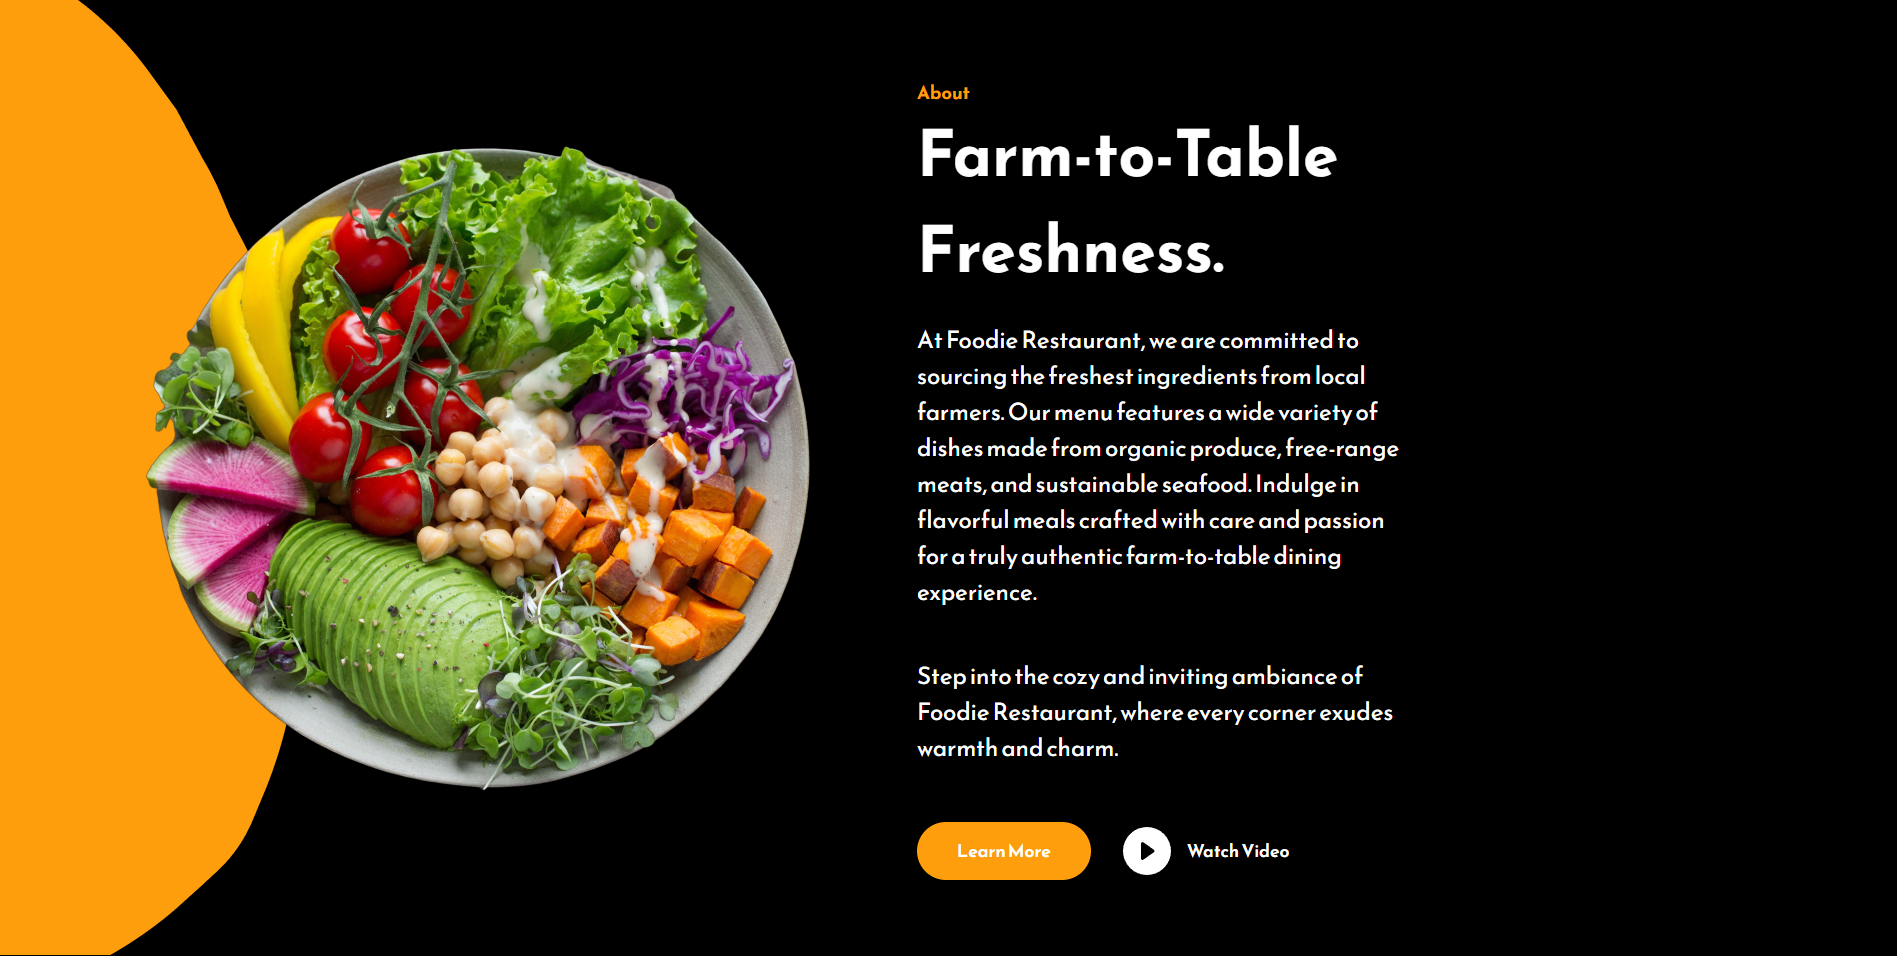 About
Farm-to-Table
Freshness.
At Foodie Restaurant, we are committed to
sourcing the freshest ingredients from local
farmers. Our menu features a wide variety of
dishes made from organic produce, free-range
meats, and sustainable seafood. Indulge in
flavorful meals crafted with care and passion
for a truly authentic farm-to-table dining
experience.
Step into the cozy and inviting ambiance of
Foodie Restaurant, where every corner exudes
warmth and charm.
Learn More
Watch Video